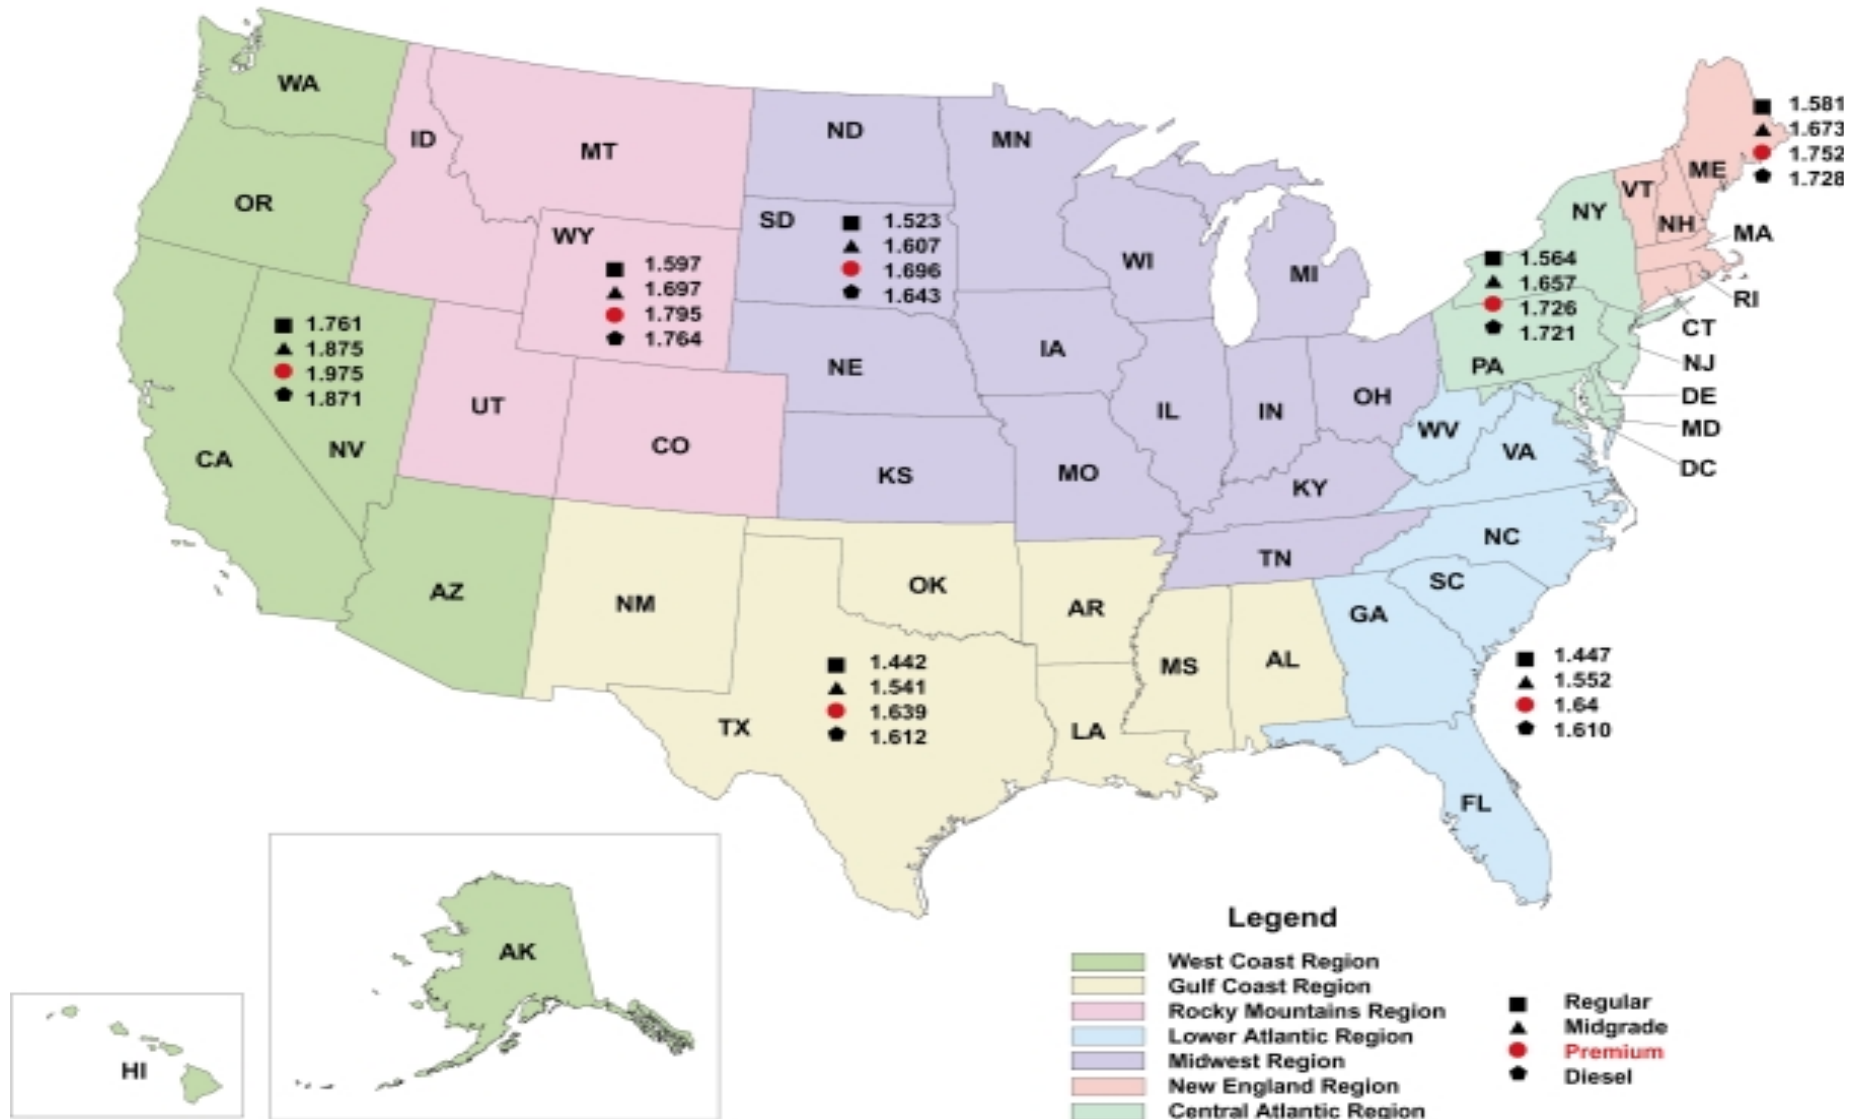 WA
ID
MT
ND
MN
OR
WY
1.597
1.697
1.795
1.764
SD
1.523
1.607
1.696
1.643
WI
MI
NY
VT
NH
ME
1.581
1.673
1.752
1.728
MA
RI
CT
NJ
DE
MD
DC
1.564
1.657
1.726
1.721
PA
1.761
1.875
1.975
1.871
CA
NV
UT
CO
NE
IA
IL
IN
OH
WV
VA
KS
MO
KY
NC
TN
SC
AZ
NM
OK
AR
GA
MS
AL
1.447
1.552
1.64
1.610
TX
1.442
1.541
1.639
1.612
LA
FL
AK
HI
Legend
West Coast Region
Gulf Coast Region
Rocky Mountains Region
Lower Atlantic Region
Midwest Region
New England Region
Central Atlantic Region
Regular
Midgrade
Premium
Diesel